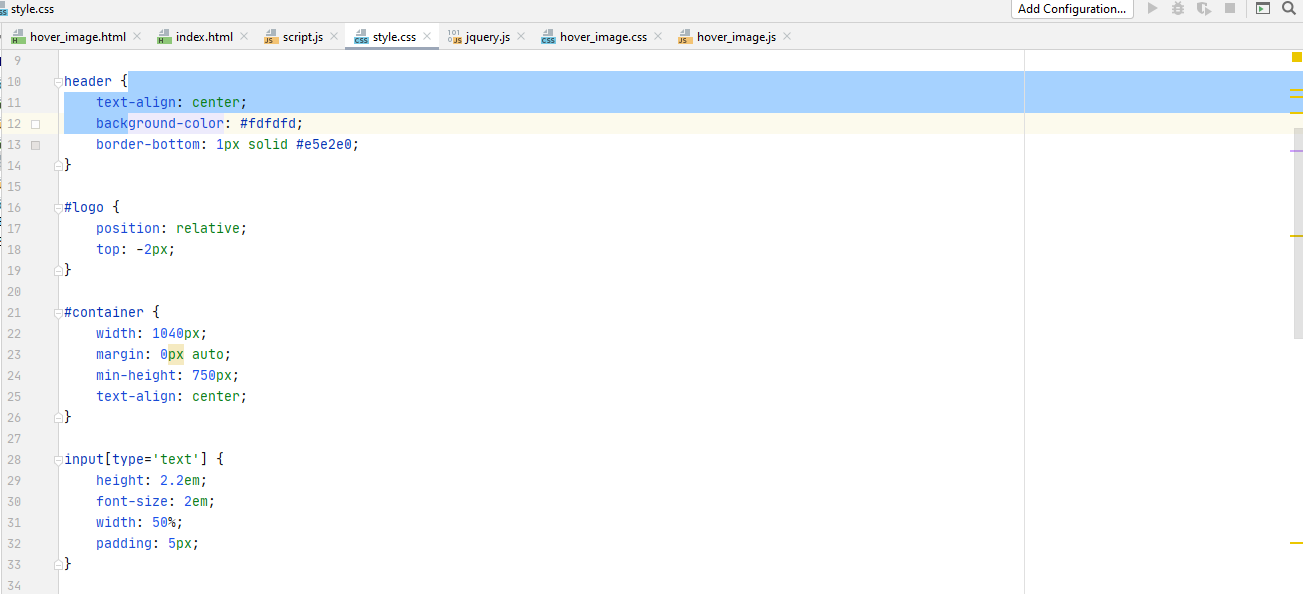 style.css
Add Configuration...
hover_image.html
index.html
script.js
style.css
jquery.js
hover_image.css
hover_image.js
9
10 header {
11 text-align: center;
12 background-color: #fdfdfd;
13 border-bottom: 1px solid #e5e2e0;
14 }
15
16 #logo {
17 position: relative;
18 top: -2px;
19 }
20
21 #container {
22 width: 1040px;
23 margin: 0px auto;
24 min-height: 750px;
25 text-align: center;
26 }
27
28 input[type='text'] {
29 height: 2.2em;
30 font-size: 2em;
31 width: 50%;
32 padding: 5px;
33 }
34